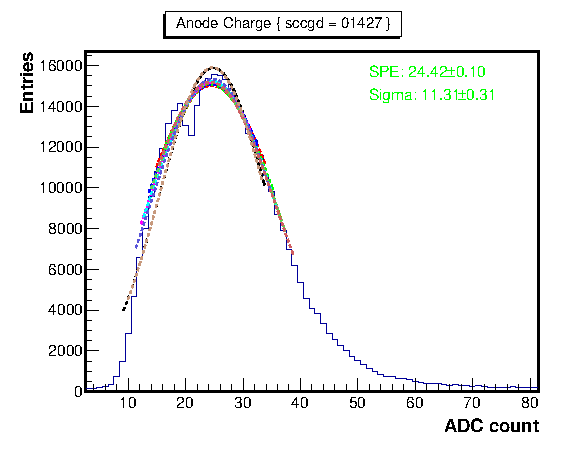 Anode Charge { sccgd = 01427 }
Entries
SPE: 24.42±0.10
Sigma: 11.31±0.31
16000
14000
12000
10000
8000
6000
4000
2000
0
10 20 30 40 50 60 70 80
ADC count